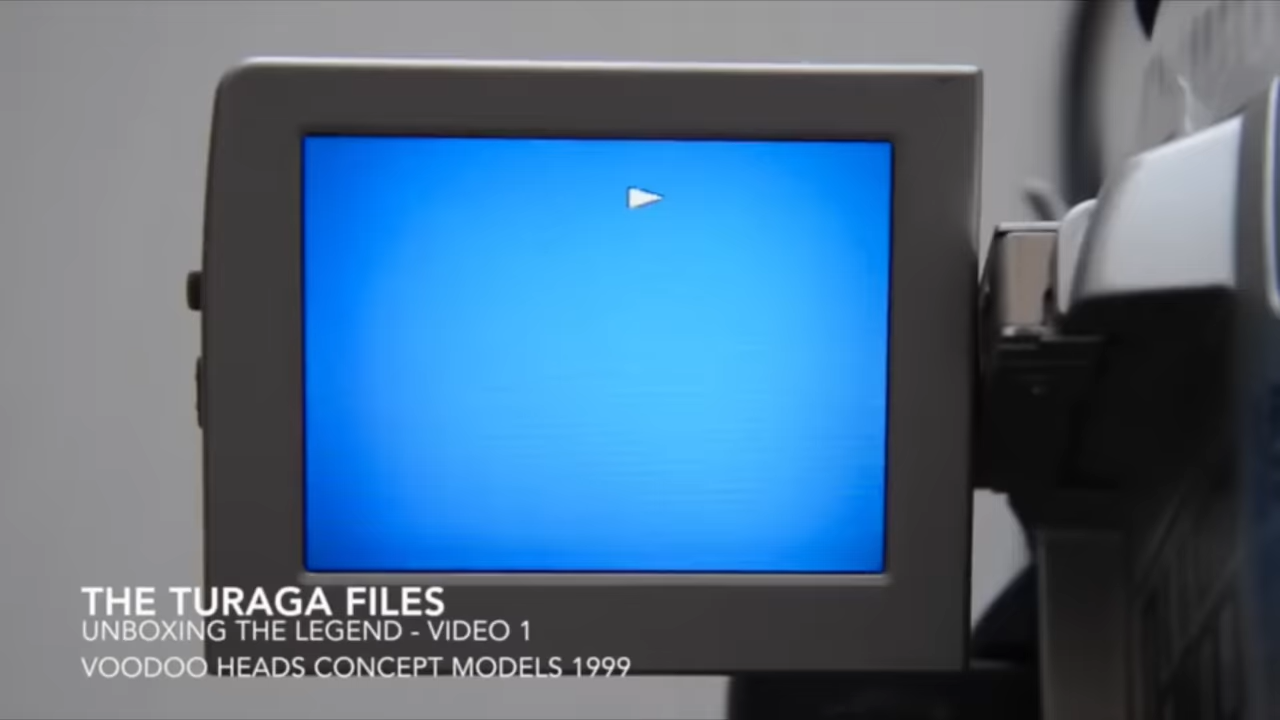 THE TURAGA FILES
UNBOXING THE LEGEND - VIDEO 1
VOODOO HEADS CONCEPT MODELS 1999